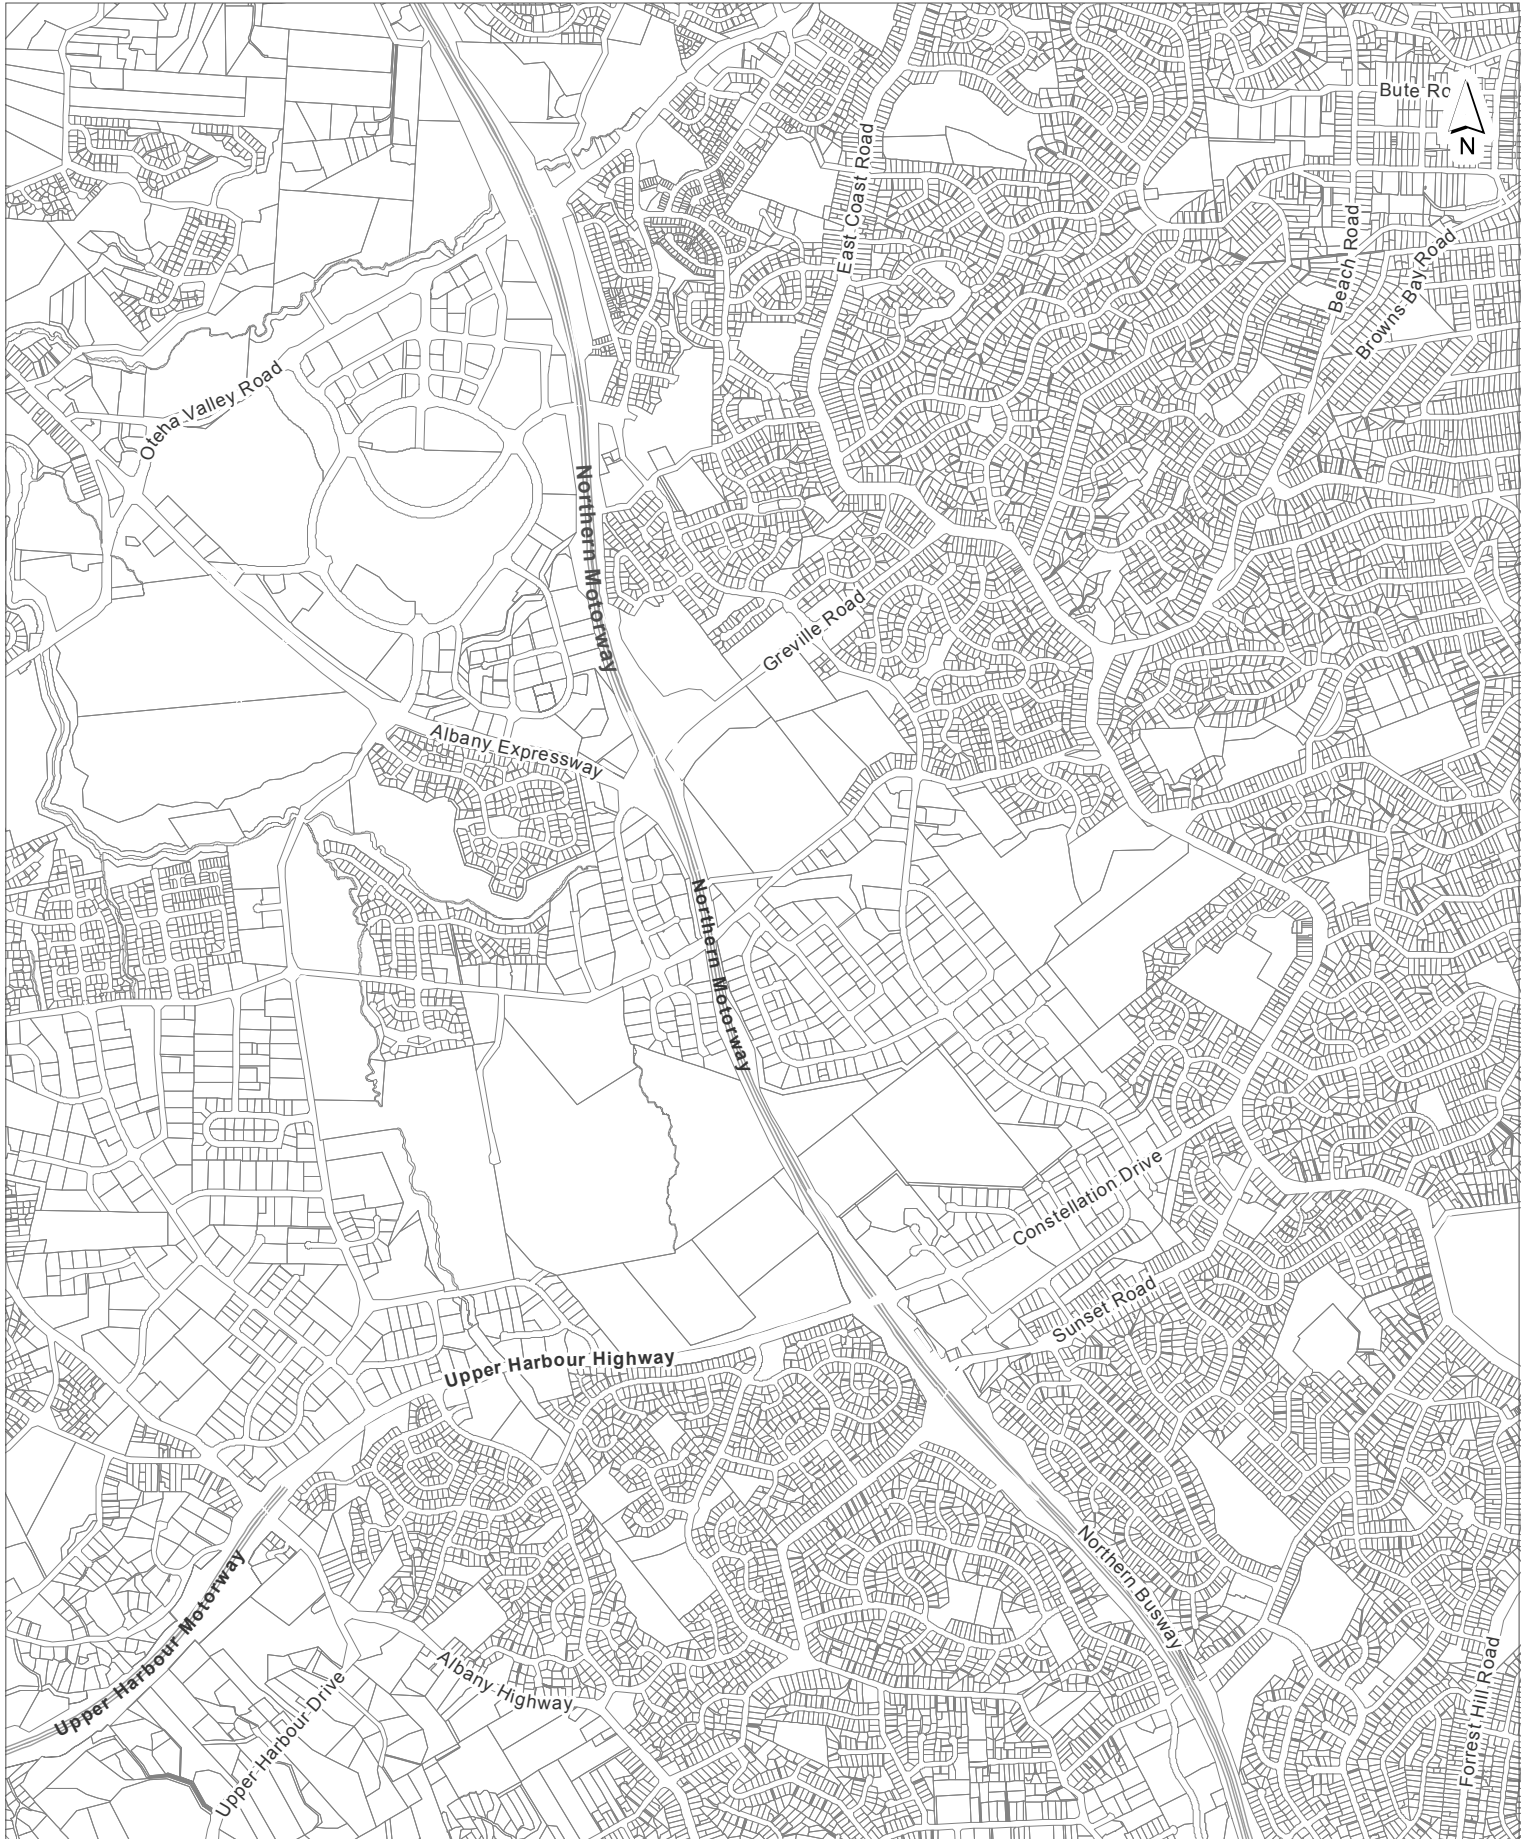 Bute Ro
N
East Coast Road
Beach Road
Browns Bay Road
Oteha Valley Road
Northern Motorway
Greville Road
Albany Expressway
Northern Motorway
Constellation Drive
Sunset Road
Upper Harbour Highway
Northern Busway
Upper Harbour Motorway
Albany Highway
Upper Harbour Drive
Forrest Hill Road